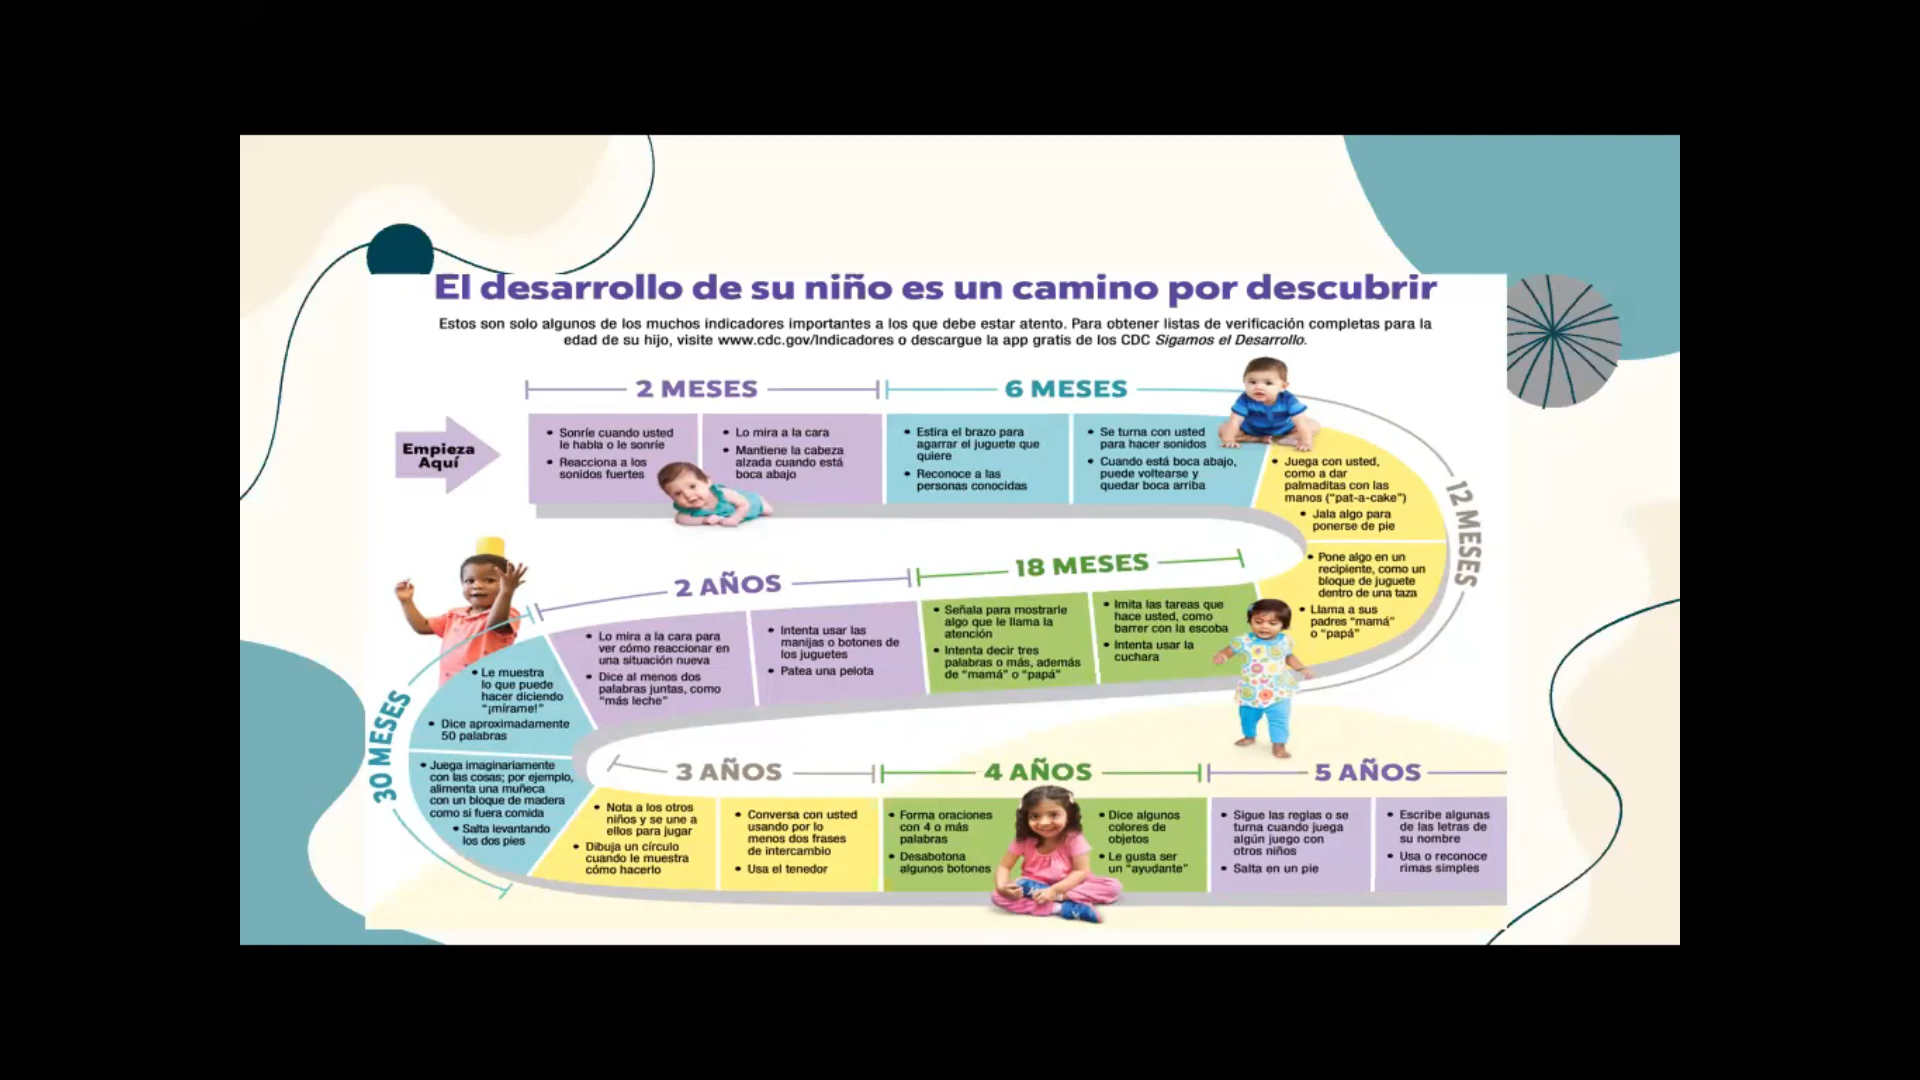 El desarrollo de su niño es un camino por descubrir
Estos son solo algunos de los muchos indicadores importantes a los que debe estar atento. Para obtener listas de verificación completas para la
edad de su hijo, visite www.cdc.gov/Indicadores o descargue la app gratis de los CDC Sigamos el Desarrollo.
Empieza
Aquí
2 MESES
• Sonríe cuando usted
le habla o le sonríe
• Reacciona a los
sonidos fuertes
• Lo mira a la cara
• Mantiene la cabeza
alzada cuando está
boca abajo
6 MESES
• Estira el brazo para
agarrar el juguete que
quiere
• Reconoce a las
personas conocidas
• Se turna con usted
para hacer sonidos
• Cuando está boca abajo,
puede voltearse y
quedar boca arriba
12 MESES
• Juega con usted,
como a dar
palmaditas con las
manos (“pat-a-cake”)
• Jala algo para
ponerse de pie
• Pone algo en un
recipiente, como un
bloque de juguete
dentro de una taza
• Llama a sus
padres “mamá”
o “papá”
18 MESES
• Señala para mostrarle
algo que le llama la
atención
• Intenta decir tres
palabras o más, además
de “mamá” o “papá”
• Imita las tareas que
hace usted, como
barrer con la escoba
• Intenta usar la
cuchara
2 AÑOS
• Lo mira a la cara para
ver cómo reaccionar en
una situación nueva
• Dice al menos dos
palabras juntas, como
“más leche”
• Intenta usar las
manijas o botones de
los juguetes
• Patea una pelota
30 MESES
• Le muestra
lo que puede
hacer diciendo
“¡mírame!”
• Dice aproximadamente
50 palabras
• Juega imaginariamente
con las cosas; por ejemplo,
alimenta una muñeca
con un bloque de madera
como si fuera comida
• Salta levantando
los dos pies
3 AÑOS
• Nota a los otros
niños y se une a
ellos para jugar
• Dibuja un círculo
cuando le muestra
cómo hacerlo
• Conversa con usted
usando por lo
menos dos frases
de intercambio
• Usa el tenedor
4 AÑOS
• Forma oraciones
con 4 o más
palabras
• Desabotona
algunos botones
• Dice algunos
colores de
objetos
• Le gusta ser
un “ayudante”
5 AÑOS
• Sigue las reglas o se
turna cuando juega
algún juego con
otros niños
• Salta en un pie
• Escribe algunas
de las letras de
su nombre
• Usa o reconoce
rimas simples